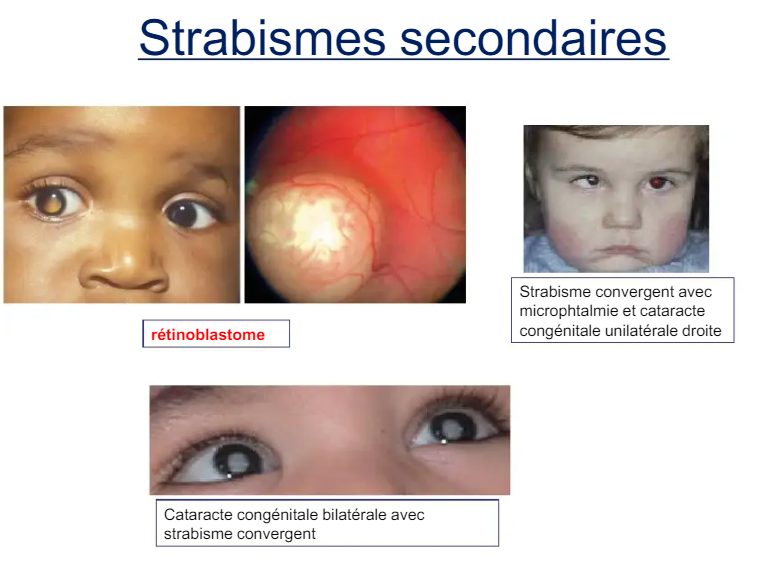 Strabismes secondaires
rétinoblastome
Strabisme convergent avec
microphtalmie et cataracte
congénitale unilatérale droite
Cataracte congénitale bilatérale avec
strabisme convergent